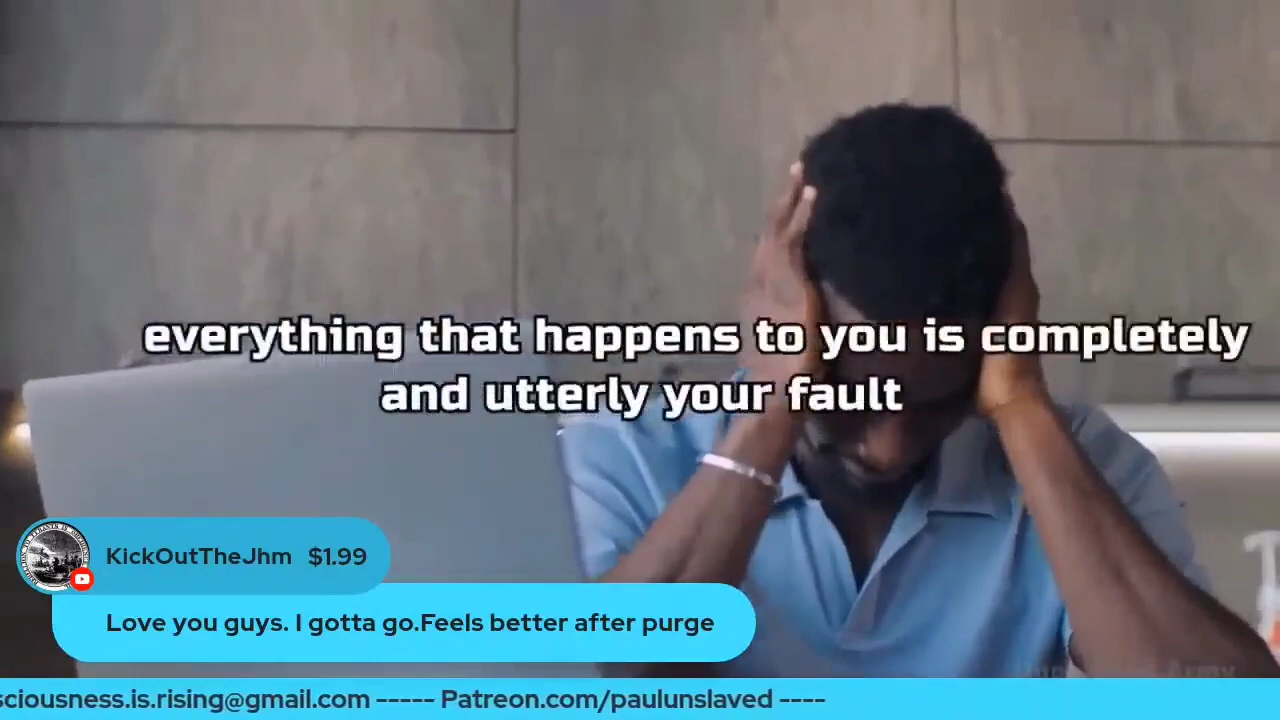 everything that happens to you is completely
and utterly your fault
KickOutTheJhm $1.99
Love you guys. I gotta go.Feels better after purge
sciousness.is.rising@gmail.com ----- Patreon.com/paulunslaved ----